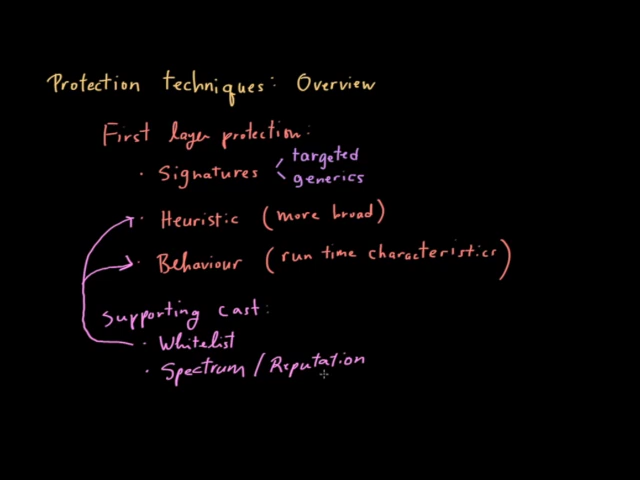 Protection techniques: Overview
First layer protection:
· Signatures
targeted
generics
· Heuristic (more broad)
· Behaviour (run time characteristics)
Supporting cast:
· Whitelist
· Spectrum / Reputation